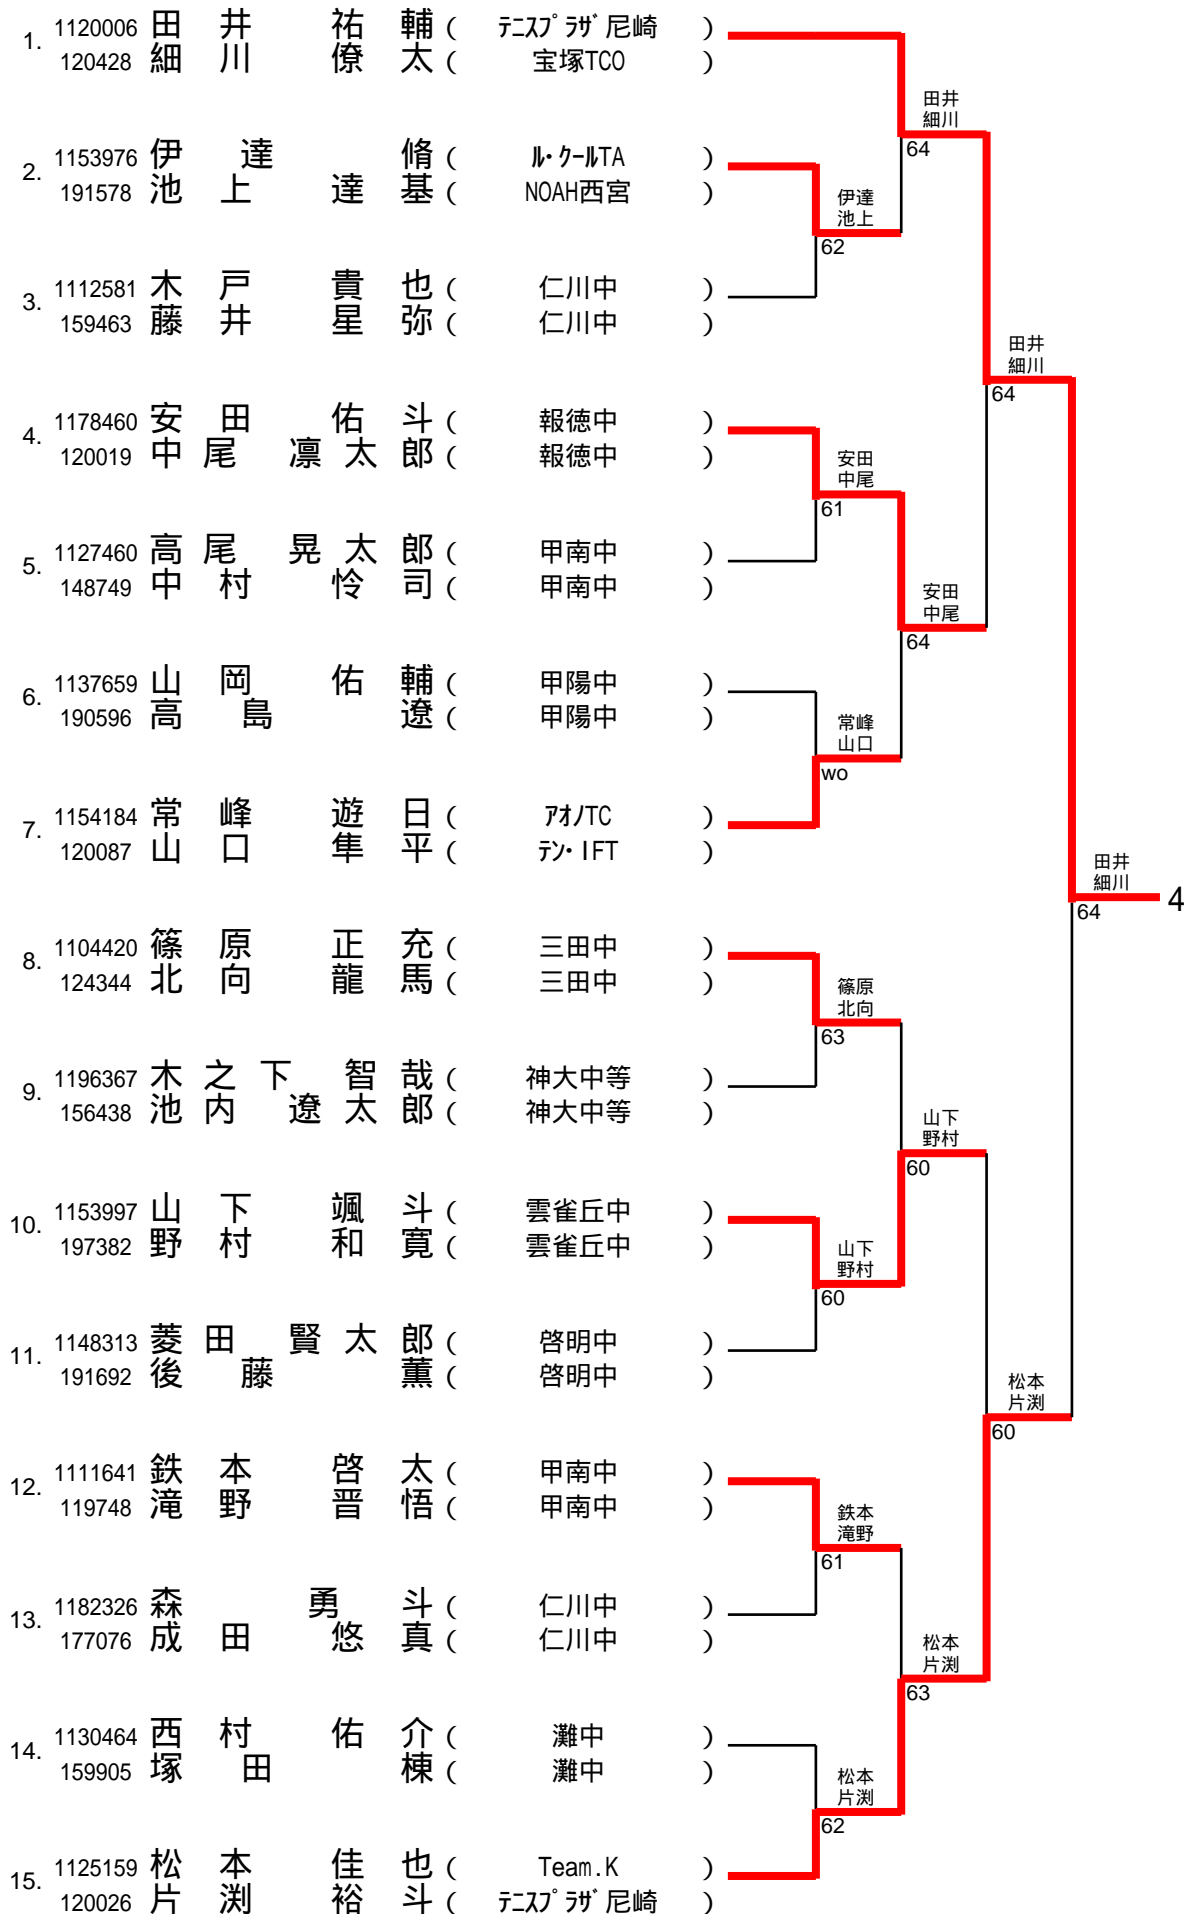 1. 1120006 田井 祐輔 ( テニスプラザ尼崎 )
120428 細川 僚太 ( 宝塚TCO )
田井
細川
64
2. 1153976 伊達 脩 ( ル・クールTA )
191578 池上 達基 ( NOAH西宮 )
伊達
池上
62
3. 1112581 木戸 貴也 ( 仁川中 )
159463 藤井 星弥 ( 仁川中 )
田井
細川
64
4. 1178460 安田 佑斗 ( 報徳中 )
120019 中尾 凛太郎 ( 報徳中 )
安田
中尾
61
5. 1127460 高尾 晃太郎 ( 甲南中 )
148749 中村 怜司 ( 甲南中 )
安田
中尾
64
6. 1137659 山岡 佑輔 ( 甲陽中 )
190596 高島 遼 ( 甲陽中 )
常峰
山口
wo
7. 1154184 常峰 遊日 ( アオノTC )
120087 山口 隼平 ( テン・IFT )
田井
細川
64 4
8. 1104420 篠原 正充 ( 三田中 )
124344 北向 龍馬 ( 三田中 )
篠原
北向
63
9. 1196367 木之下 智哉 ( 神大中等 )
156438 池内 遼太郎 ( 神大中等 )
山下
野村
60
10. 1153997 山下 颯斗 ( 雲雀丘中 )
197382 野村 和寛 ( 雲雀丘中 )
山下
野村
60
11. 1148313 菱田 賢太郎 ( 啓明中 )
191692 後藤 薫 ( 啓明中 )
松本
片渕
60
12. 1111641 鉄本 啓太 ( 甲南中 )
119748 滝野 晋悟 ( 甲南中 )
鉄本
滝野
61
13. 1182326 森 勇斗 ( 仁川中 )
177076 成田 悠真 ( 仁川中 )
松本
片渕
63
14. 1130464 西村 佑介 ( 灘中 )
159905 塚田 棟 ( 灘中 )
松本
片渕
62
15. 1125159 松本 佳也 ( Team.K )
120026 片渕 裕斗 ( テニスプラザ尼崎 )